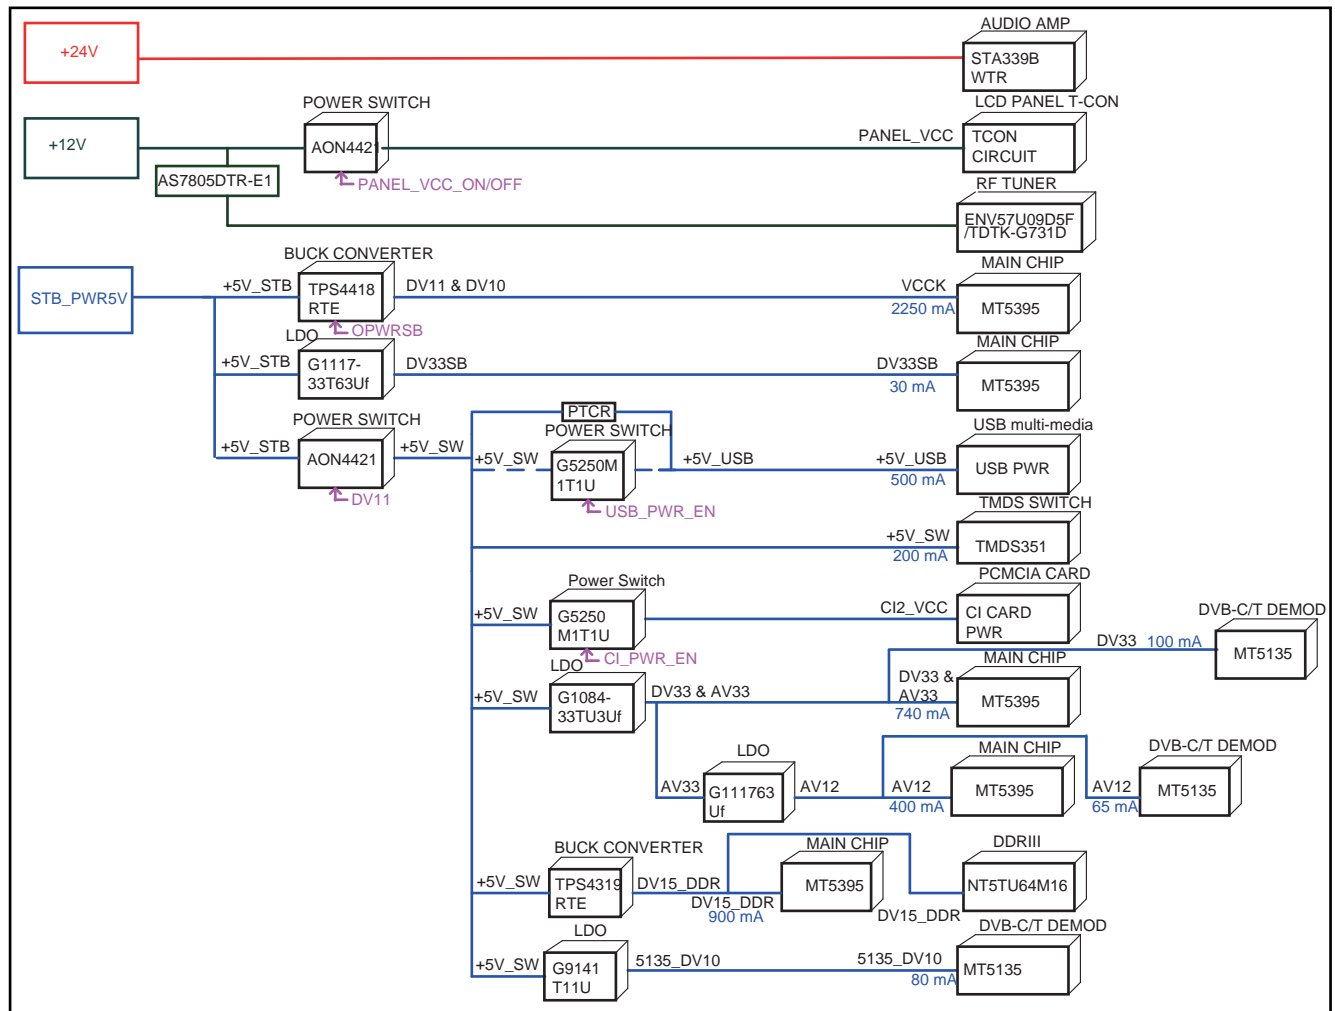 AUDIO AMP
+24V
STA339B
WTR
POWER SWITCH
LCD PANEL T-CON
+12V
AON4421
PANEL_VCC
TCON
CIRCUIT
AS7805DTR-E1
PANEL_VCC_ON/OFF
RF TUNER
ENV57U09D5F
/TDTK-G731D
BUCK CONVERTER
MAIN CHIP
STB_PWR5V
+5V_STB
TPS4418
RTE
DV11 & DV10
VCCK
2250 mA
MT5395
OPWRSB
LDO
MAIN CHIP
+5V_STB
G1117-
33T63Uf
DV33SB
DV33SB
30 mA
MT5395
POWER SWITCH
PTCR
USB multi-media
+5V_STB
AON4421
+5V_SW
POWER SWITCH
+5V_SW
G5250M
1T1U
+5V_USB
+5V_USB
500 mA
USB PWR
DV11
USB_PWR_EN
TMDS SWITCH
+5V_SW
200 mA
TMDS351
Power Switch
PCMCIA CARD
+5V_SW
G5250
M1T1U
CI2_VCC
CI CARD
PWR
DVB-C/T DEMOD
CI_PWR_EN
DV33 100 mA
MT5135
LDO
MAIN CHIP
+5V_SW
G1084-
33TU3Uf
DV33 & AV33
DV33 &
AV33
740 mA
MT5395
LDO
MAIN CHIP
DVB-C/T DEMOD
AV33
G111763
Uf
AV12
AV12
400 mA
MT5395
AV12
65 mA
MT5135
BUCK CONVERTER
MAIN CHIP
DDRIII
+5V_SW
TPS4319
RTE
DV15_DDR
DV15_DDR
900 mA
MT5395
DV15_DDR
NT5TU64M16
LDO
DVB-C/T DEMOD
+5V_SW
G9141
T11U
5135_DV10
5135_DV10
80 mA
MT5135